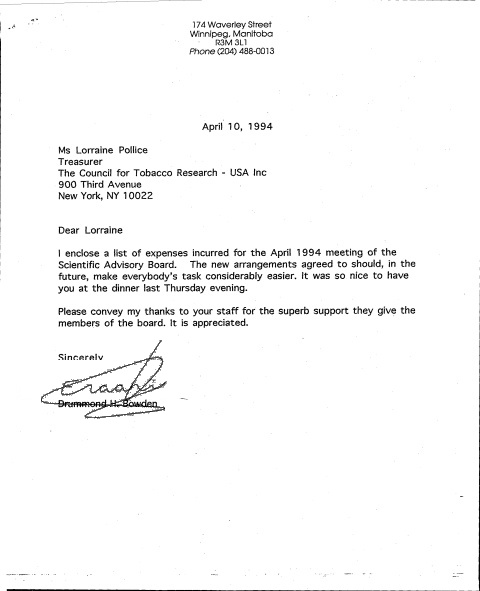 174 Waverley Street
Winnipeg, Manitoba
R3M 3L1
Phone (204) 488-0013
April 10, 1994
Ms Lorraine Pollice
Treasurer
The Council for Tobacco Research - USA Inc
900 Third Avenue
New York, NY 10022
Dear Lorraine
I enclose a list of expenses incurred for the April 1994 meeting of the
Scientific Advisory Board. The new arrangements agreed to should, in the
future, make everybody's task considerably easier. It was so nice to have
you at the dinner last Thursday evening.
Please convey my thanks to your staff for the superb support they give the
members of the board. It is appreciated.
Sincerely
Drummond H. Bowden